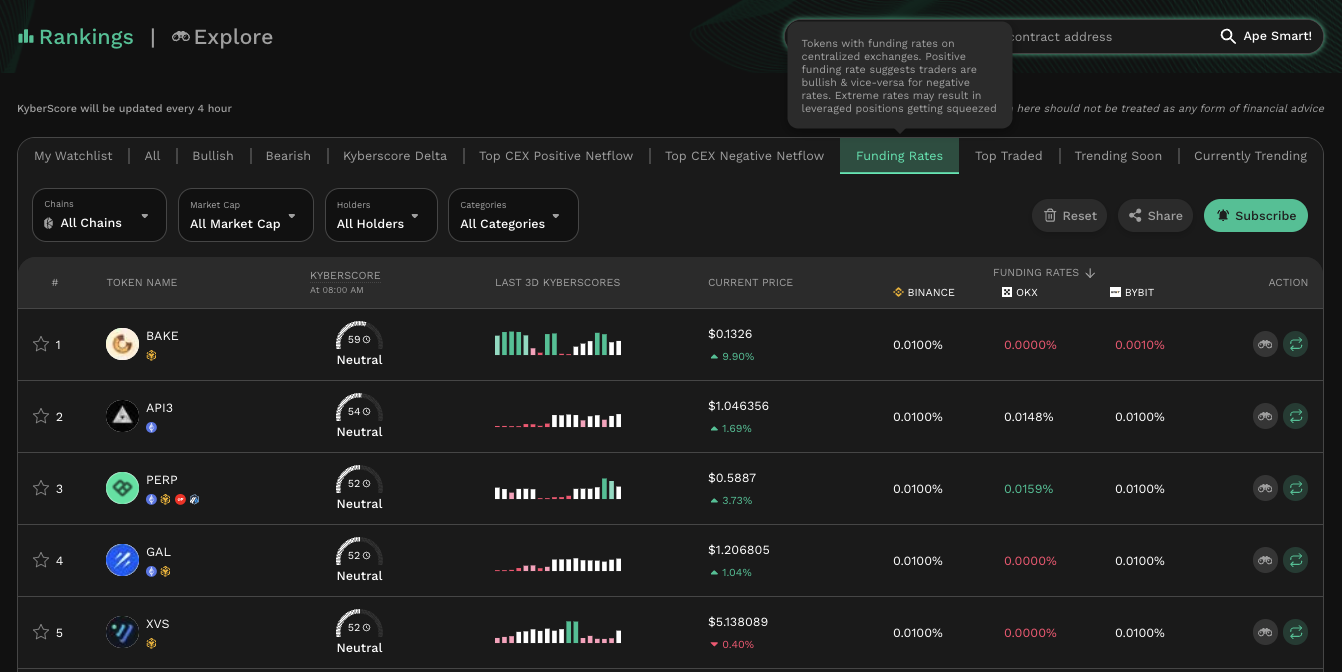 Rankings | Explore
contract address
Ape Smart!
Tokens with funding rates on
centralized exchanges. Positive
funding rate suggests traders are
bullish & vice-versa for negative
rates. Extreme rates may result in
leveraged positions getting squeezed
KyberScore will be updated every 4 hour
here should not be treated as any form of financial advice
My Watchlist | All | Bullish | Bearish | Kyberscore Delta | Top CEX Positive Netflow | Top CEX Negative Netflow Funding Rates Top Traded | Trending Soon | Currently Trending
Chains
All Chains
Market Cap
All Market Cap
Holders
All Holders
Categories
All Categories
Reset
Share
Subscribe
# TOKEN NAME KYBERSCORE LAST 3D KYBERSCORES CURRENT PRICE FUNDING RATES ACTION
At 08:00 AM
BINANCE OKX BYBIT
1 BAKE 59 Neutral $0.1326 9.90% 0.0100% 0.0000% 0.0010%
2 API3 54 Neutral $1.046356 1.69% 0.0100% 0.0148% 0.0100%
3 PERP 52 Neutral $0.5887 3.73% 0.0100% 0.0159% 0.0100%
4 GAL 52 Neutral $1.206805 1.04% 0.0100% 0.0000% 0.0100%
5 XVS 52 Neutral $5.138089 0.40% 0.0100% 0.0000% 0.0100%